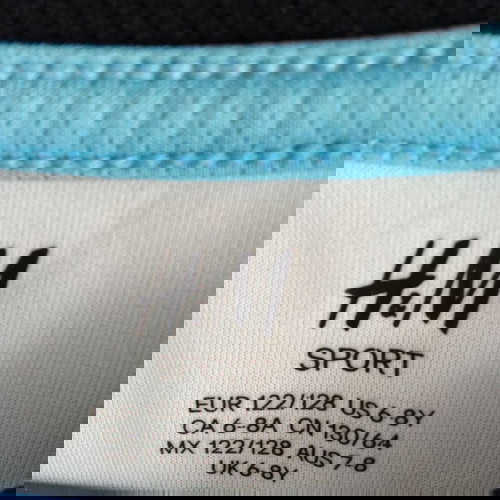 H&M
SPORT
EUR 122/128 US 6-8Y
CA 6-8A CN 130/64
MX 122/128 AUS 7-8
UK 6-8Y